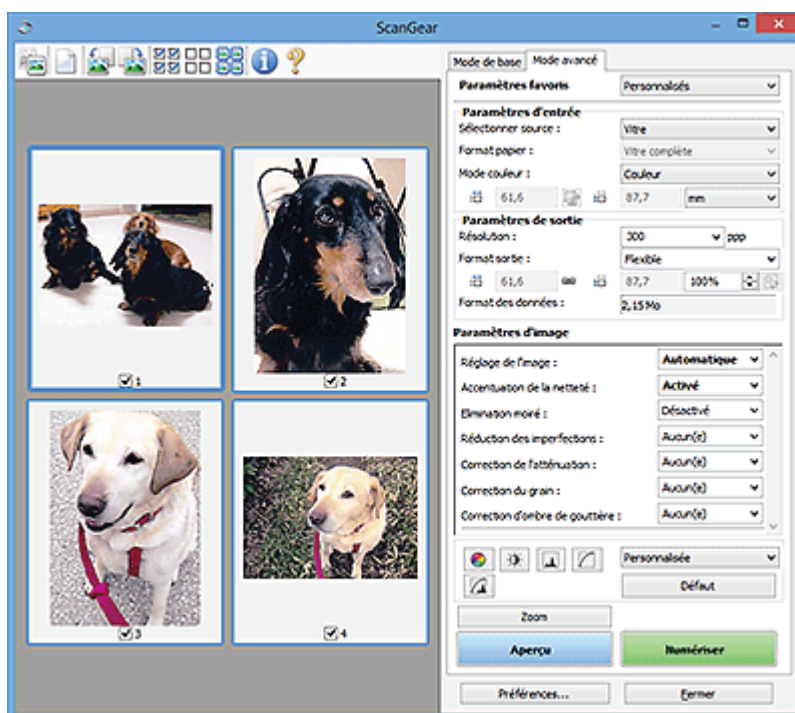 ScanGear
Mode de base Mode avancé
Paramètres favoris Personnalisés
Paramètres d'entrée
Sélectionner source : Vitre
Format papier : Vitre complète
Mode couleur : Couleur
61,6 87,7 mm
Paramètres de sortie
Résolution : 300 ppp
Format sortie : Flexible
61,6 87,7 100%
Format des données : 2,15 Mo
Paramètres d'image
Réglage de l'image : Automatique
Accentuation de la netteté : Activé
Elimination moiré : Désactivé
Réduction des imperfections : Aucun(e)
Correction de l'atténuation : Aucun(e)
Correction du grain : Aucun(e)
Correction d'ombre de gouttière : Aucun(e)
Personnalisée
Défaut
Zoom
Aperçu Numériser
Préférences... Fermer
1
2
3
4